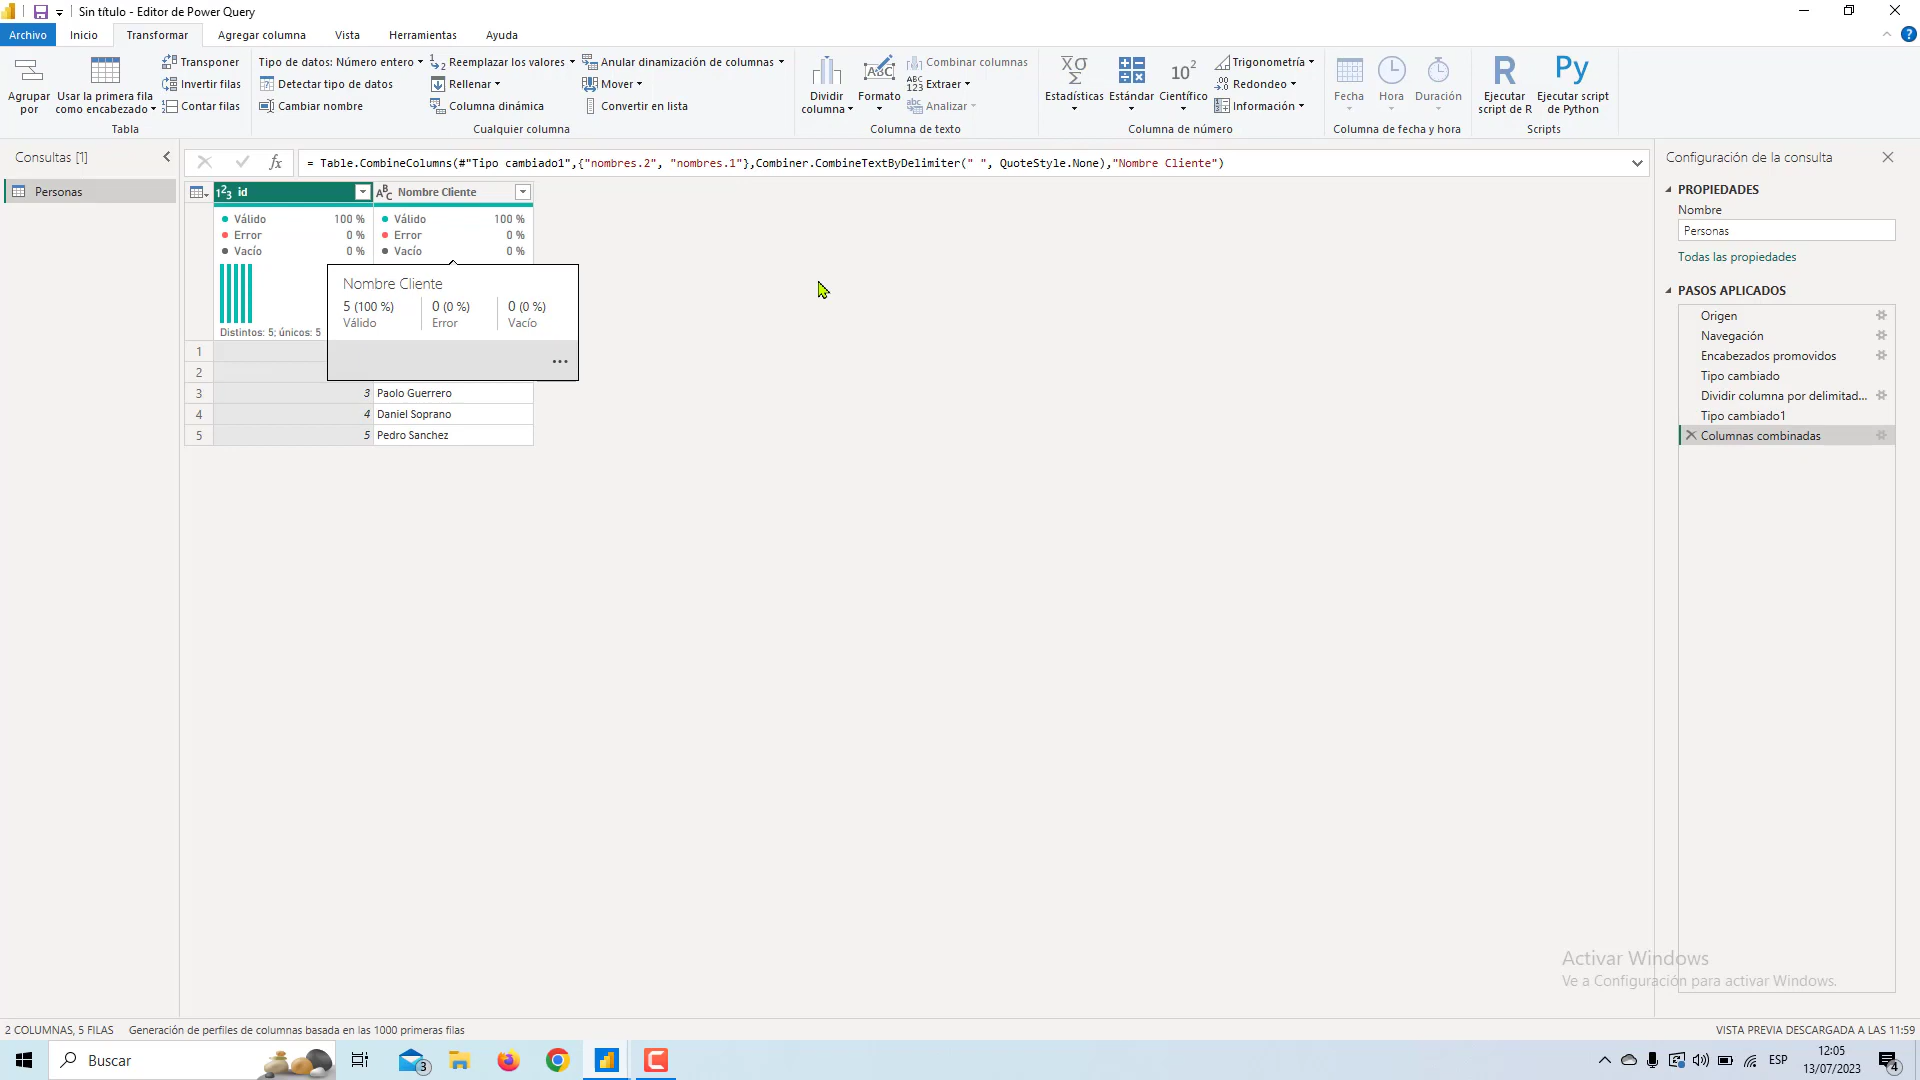 Sin título - Editor de Power Query
Archivo Inicio Transformar Agregar columna Vista Herramientas Ayuda
Agrupar por
Usar la primera fila como encabezado
Transponer
Invertir filas
Contar filas
Tabla
Tipo de datos: Número entero
Detectar tipo de datos
Cambiar nombre
Reemplazar los valores
Rellenar
Columna dinámica
Anular dinamización de columnas
Mover
Convertir en lista
Cualquier columna
Dividir columna
Formato
Combinar columnas
Extraer
Analizar
Columna de texto
Estadísticas
Estándar
Científico
Trigonometría
Redondeo
Información
Columna de número
Fecha
Hora
Duración
Columna de fecha y hora
Ejecutar script de R
Ejecutar script de Python
Scripts
Consultas [1]
Personas
= Table.CombineColumns(#"Tipo cambiado1",{"nombres.2", "nombres.1"},Combiner.CombineTextByDelimiter(" ", QuoteStyle.None),"Nombre Cliente")
id Nombre Cliente
Válido 100 % Válido 100 %
Error 0 % Error 0 %
Vacío 0 % Vacío 0 %
Distintos: 5; únicos: 5
Nombre Cliente
5 (100 %) 0 (0 %) 0 (0 %)
Válido Error Vacío
1
2
3 3 Paolo Guerrero
4 4 Daniel Soprano
5 5 Pedro Sanchez
Configuración de la consulta
PROPIEDADES
Nombre
Personas
Todas las propiedades
PASOS APLICADOS
Origen
Navegación
Encabezados promovidos
Tipo cambiado
Dividir columna por delimitad...
Tipo cambiado1
Columnas combinadas
Activar Windows
Ve a Configuración para activar Windows.
2 COLUMNAS, 5 FILAS Generación de perfiles de columnas basada en las 1000 primeras filas
VISTA PREVIA DESCARGADA A LAS 11:59
Buscar
3
ESP
12:05
13/07/2023
4